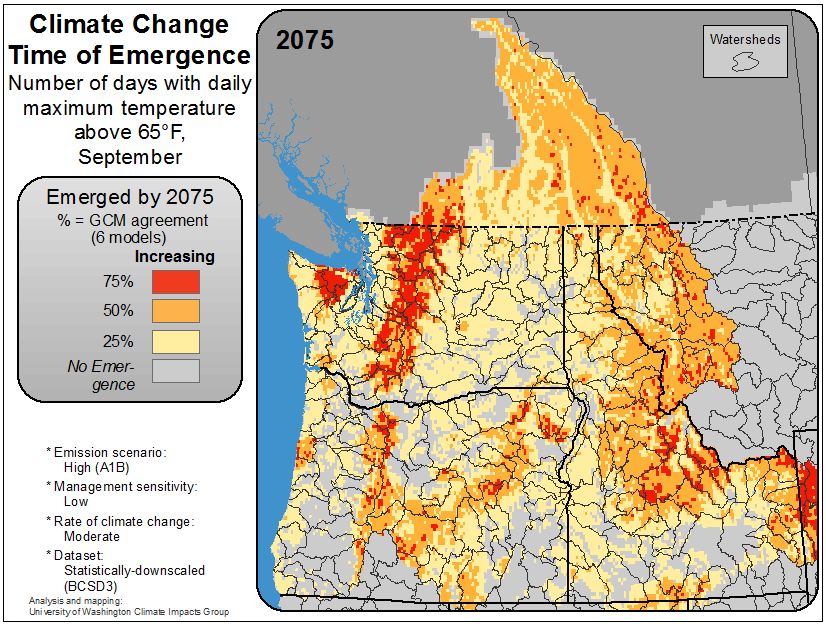 Climate Change
Time of Emergence
Number of days with daily
maximum temperature
above 65°F,
September
Emerged by 2075
% = GCM agreement
(6 models)
Increasing
75%
50%
25%
No Emer-
gence
* Emission scenario:
High (A1B)
* Management sensitivity:
Low
* Rate of climate change:
Moderate
* Dataset:
Statistically-downscaled
(BCSD3)
Analysis and mapping:
University of Washington Climate Impacts Group
2075
Watersheds